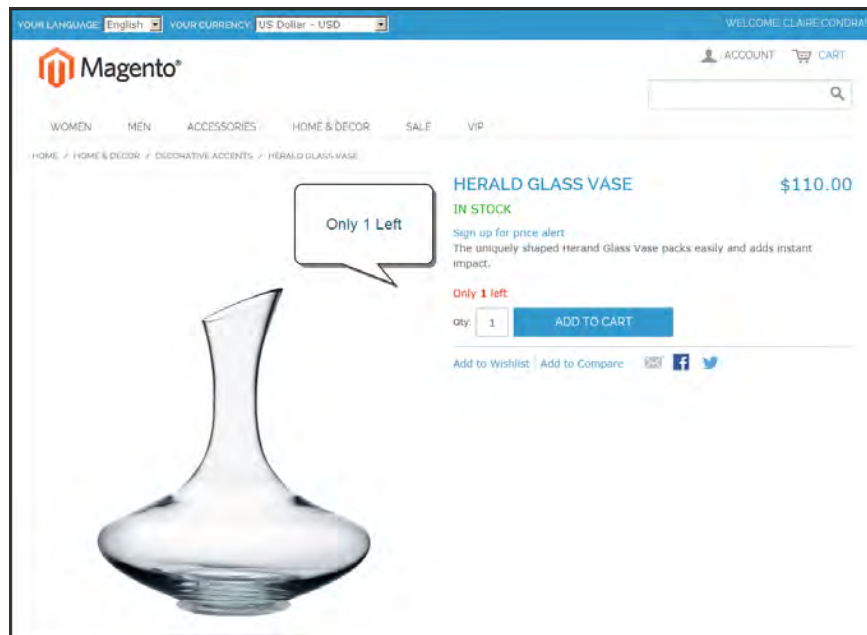 YOUR LANGUAGE: English YOUR CURRENCY: US Dollar - USD WELCOME, CLAIRE CONDRA
Magento®
ACCOUNT CART
WOMEN MEN ACCESSORIES HOME & DECOR SALE VIP
HOME / HOME & DECOR / DECORATIVE ACCENTS / HERALD GLASS VASE
Only 1 Left
HERALD GLASS VASE $110.00
IN STOCK
Sign up for price alert
The uniquely shaped Herand Glass Vase packs easily and adds instant
impact.
Only 1 left
Qty: 1 ADD TO CART
Add to Wishlist Add to Compare